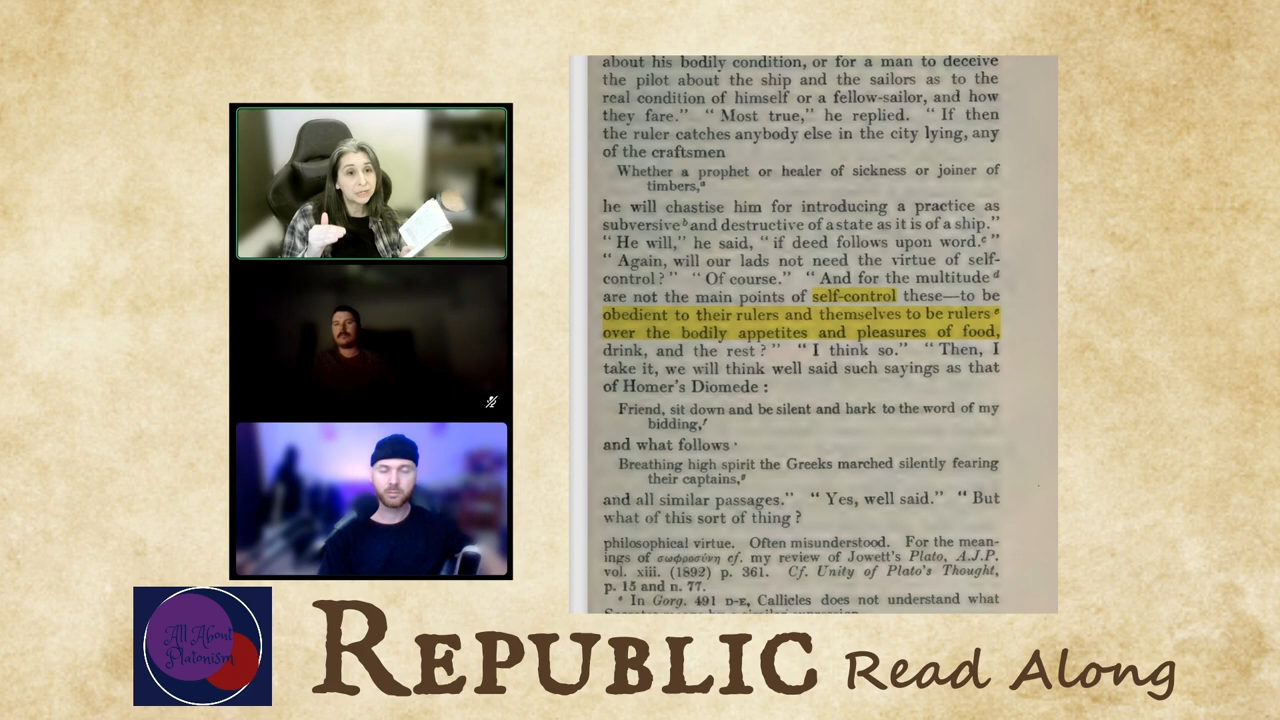 about his bodily condition, or for a man to deceive
the pilot about the ship and the sailors as to the
real condition of himself or a fellow-sailor, and how
they fare.” “ Most true,” he replied. “ If then
the ruler catches anybody else in the city lying, any
of the craftsmen
Whether a prophet or healer of sickness or joiner of
timbers,ᵃ
he will chastise him for introducing a practice as
subversiveᵇ and destructive of a state as it is of a ship.”
“ He will,” he said, “ if deed follows upon word.ᶜ ”
“ Again, will our lads not need the virtue of self-
control ? ” “ Of course.” “ And for the multitudeᵈ
are not the main points of self-control these—to be
obedient to their rulers and themselves to be rulersᵉ
over the bodily appetites and pleasures of food,
drink, and the rest ? ” “ I think so.” “ Then, I
take it, we will think well said such sayings as that
of Homer's Diomede :
Friend, sit down and be silent and hark to the word of my
bidding,ᶠ
and what follows ·
Breathing high spirit the Greeks marched silently fearing
their captains,ᵍ
and all similar passages.” “ Yes, well said.” “ But
what of this sort of thing ?
philosophical virtue. Often misunderstood. For the mean-
ings of σωφροσύνη cf. my review of Jowett's Plato, A.J.P.
vol. xiii. (1892) p. 361. Cf. Unity of Plato's Thought,
p. 15 and n. 77.
ᵉ In Gorg. 491 D-E, Callicles does not understand what
All About
Platonism
REPUBLIC Read Along